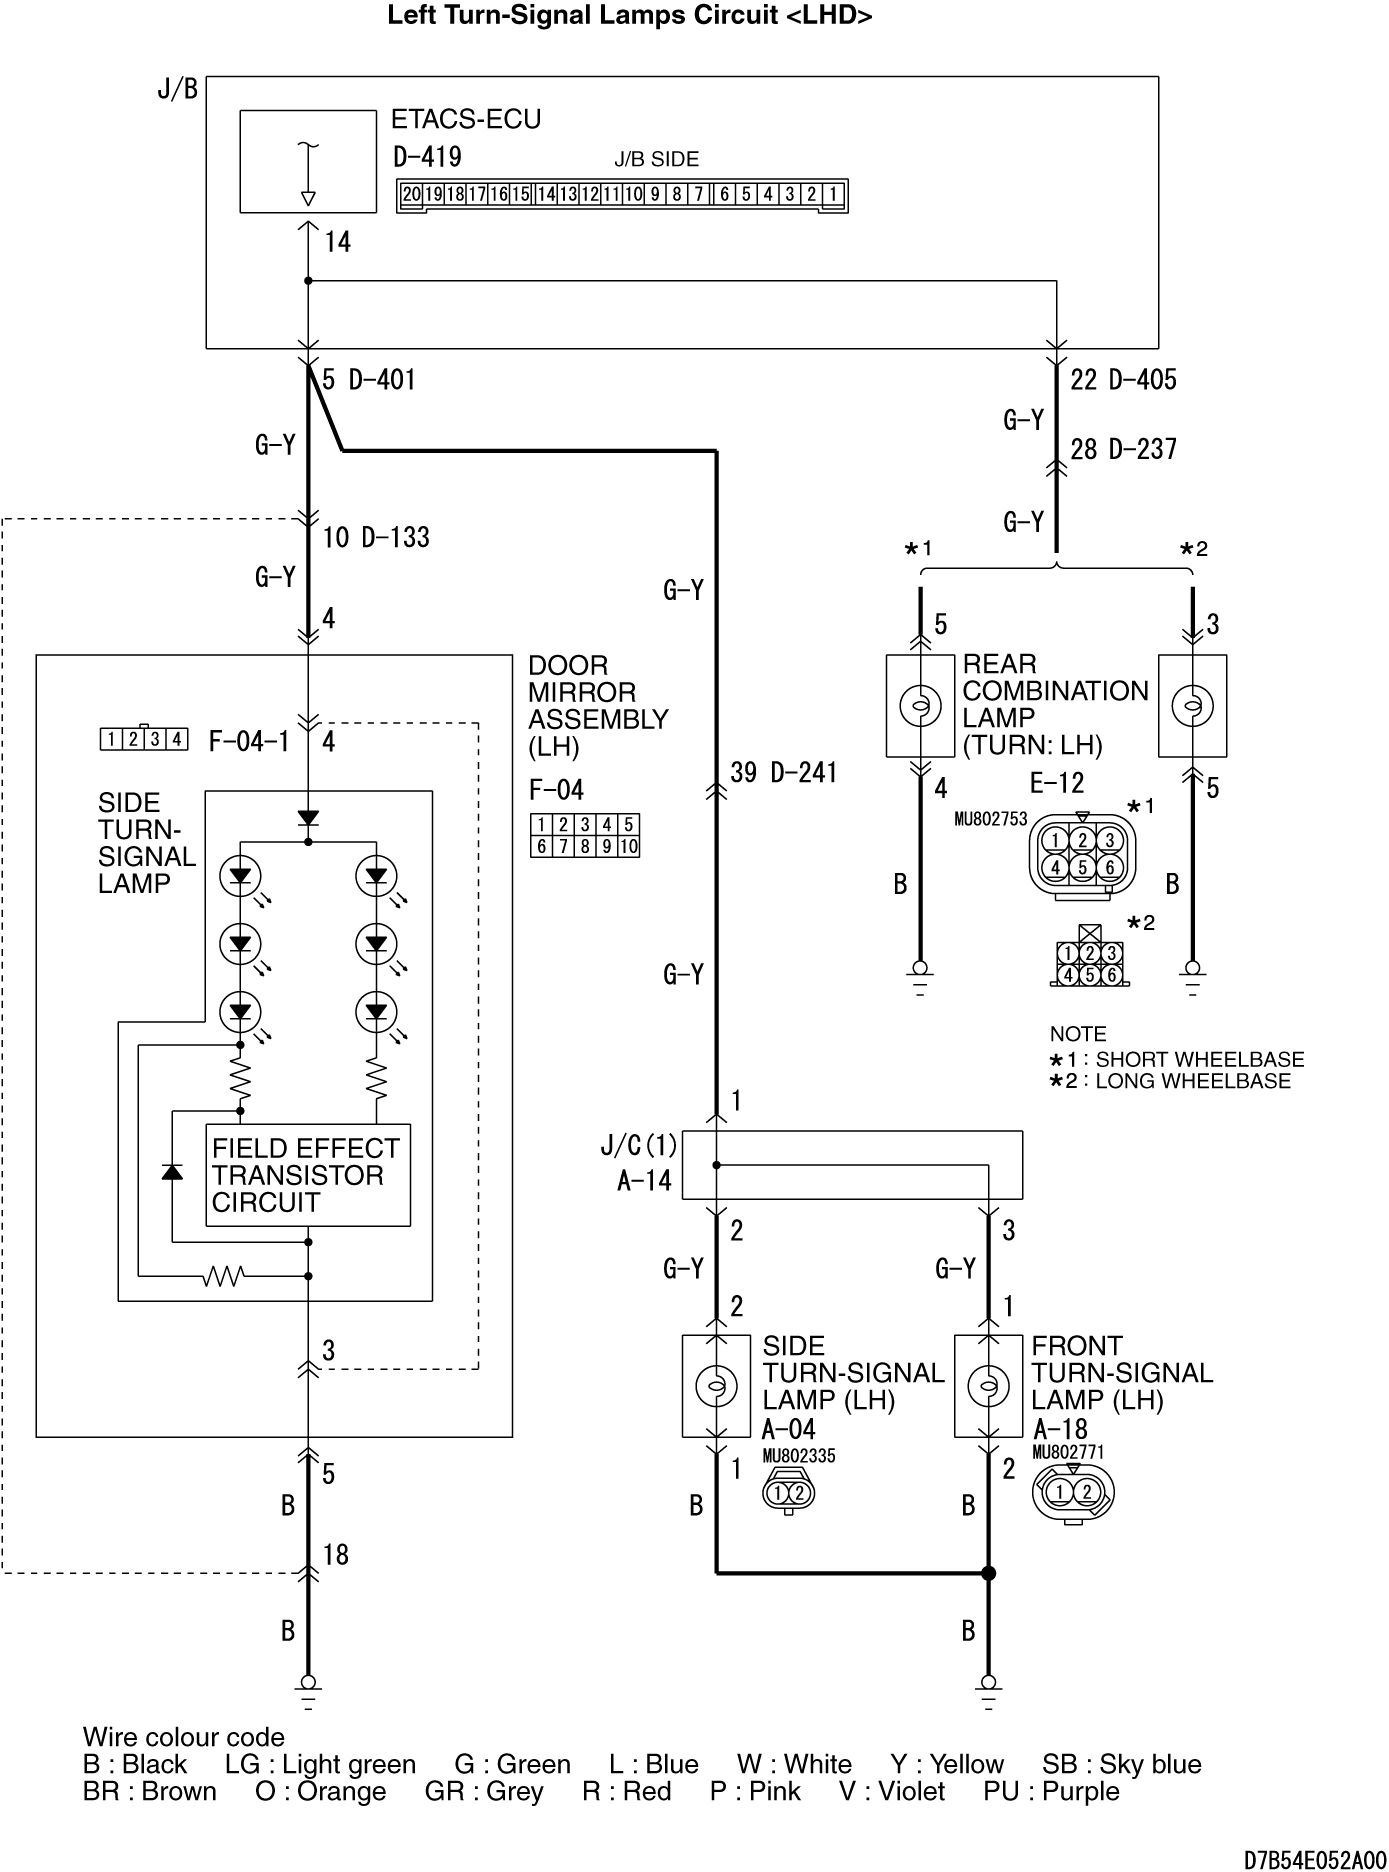 Left Turn-Signal Lamps Circuit <LHD>
J/B
ETACS-ECU
D-419
J/B SIDE
20 19 18 17 16 15 14 13 12 11 10 9 8 7 6 5 4 3 2 1
14
5 D-401
22 D-405
G-Y
G-Y
28 D-237
10 D-133
G-Y
G-Y
G-Y
*1
*2
4
5
3
DOOR
MIRROR
ASSEMBLY
(LH)
F-04
1 2 3 4 5
6 7 8 9 10
REAR
COMBINATION
LAMP
(TURN: LH)
E-12
1 2 3 4
F-04-1
4
39 D-241
4
5
MU802753
*1
1 2 3
4 5 6
SIDE
TURN-
SIGNAL
LAMP
B
B
*2
1 2 3
4 5 6
G-Y
NOTE
*1 : SHORT WHEELBASE
*2 : LONG WHEELBASE
1
FIELD EFFECT
TRANSISTOR
CIRCUIT
J/C(1)
A-14
2
3
G-Y
G-Y
2
1
3
SIDE
TURN-SIGNAL
LAMP (LH)
A-04
MU802335
1 2
FRONT
TURN-SIGNAL
LAMP (LH)
A-18
MU802771
1 2
5
1
2
B
B
B
18
B
B
Wire colour code
B : Black LG : Light green G : Green L : Blue W : White Y : Yellow SB : Sky blue
BR : Brown O : Orange GR : Grey R : Red P : Pink V : Violet PU : Purple
D7B54E052A00